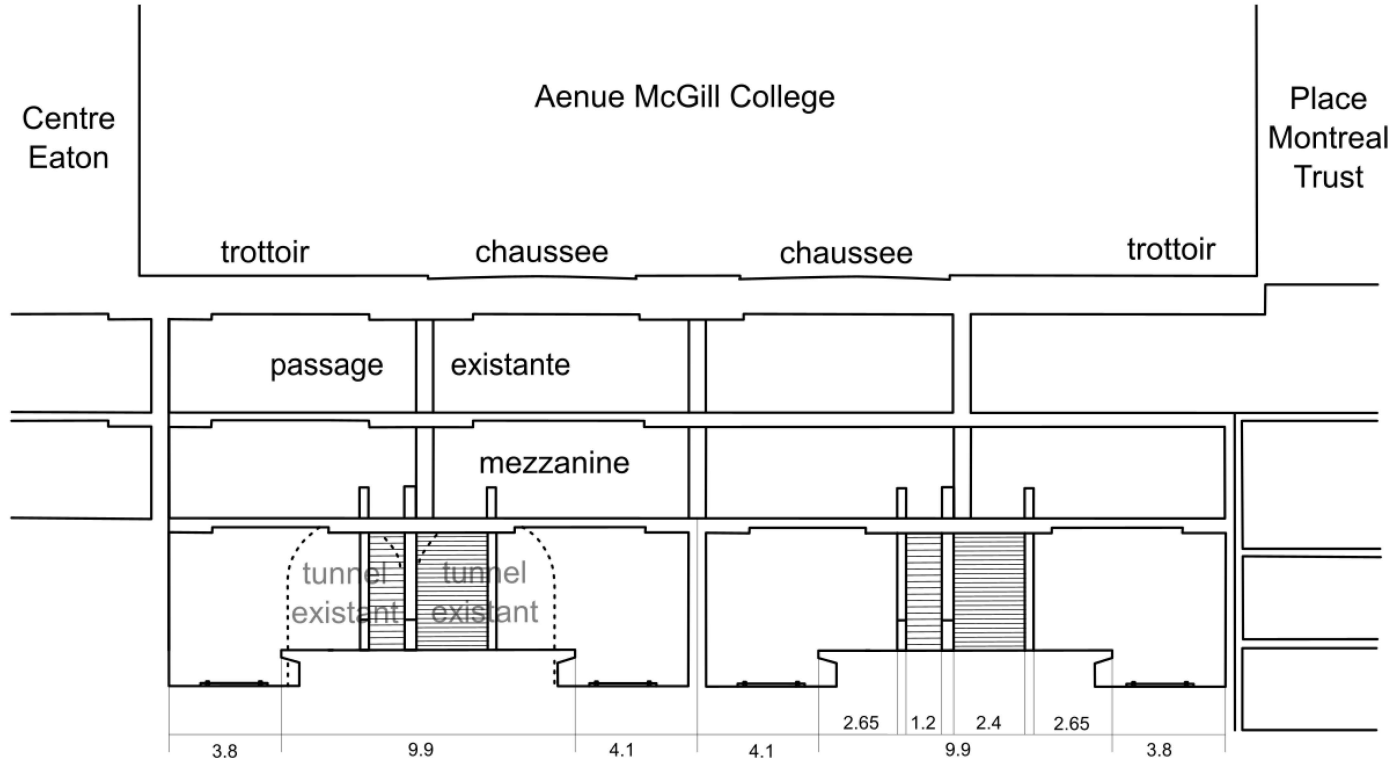 Aenue McGill College
Centre
Eaton
Place
Montreal
Trust
trottoir
chaussee
chaussee
trottoir
passage
existante
mezzanine
tunnel
existant
tunnel
existant
2.65
1.2
2.4
2.65
3.8
9.9
4.1
4.1
9.9
3.8